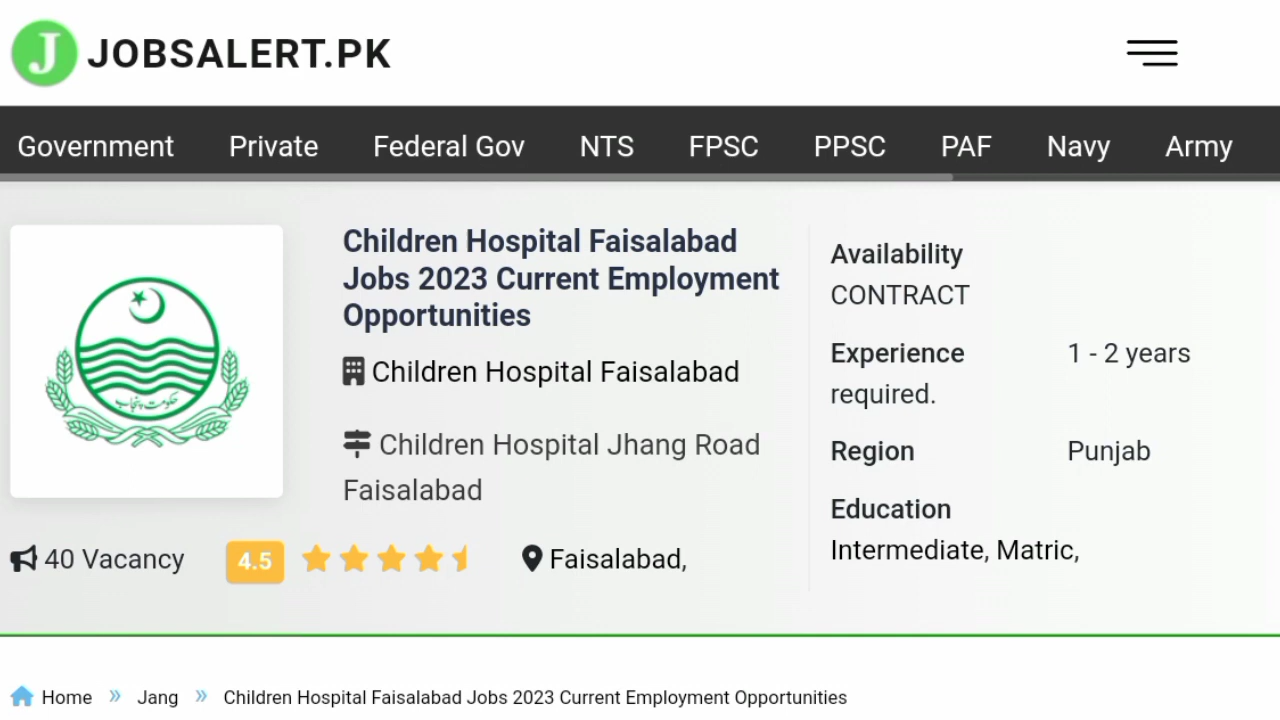 J JOBSALERT.PK
Government Private Federal Gov NTS FPSC PPSC PAF Navy Army
Children Hospital Faisalabad
Jobs 2023 Current Employment
Opportunities
Children Hospital Faisalabad
Children Hospital Jhang Road
Faisalabad
حکومت پنجاب
40 Vacancy 4.5 Faisalabad,
Availability
CONTRACT
Experience 1 - 2 years
required.
Region Punjab
Education
Intermediate, Matric,
Home » Jang » Children Hospital Faisalabad Jobs 2023 Current Employment Opportunities